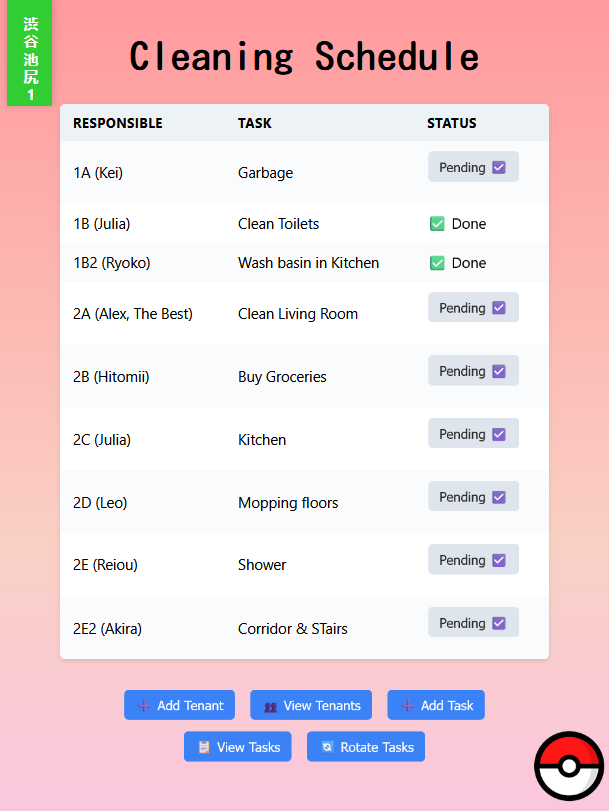 渋谷池尻1
Cleaning Schedule
RESPONSIBLE TASK STATUS
1A (Kei) Garbage Pending
1B (Julia) Clean Toilets Done
1B2 (Ryoko) Wash basin in Kitchen Done
2A (Alex, The Best) Clean Living Room Pending
2B (Hitomii) Buy Groceries Pending
2C (Julia) Kitchen Pending
2D (Leo) Mopping floors Pending
2E (Reiou) Shower Pending
2E2 (Akira) Corridor & STairs Pending
Add Tenant View Tenants Add Task
View Tasks Rotate Tasks